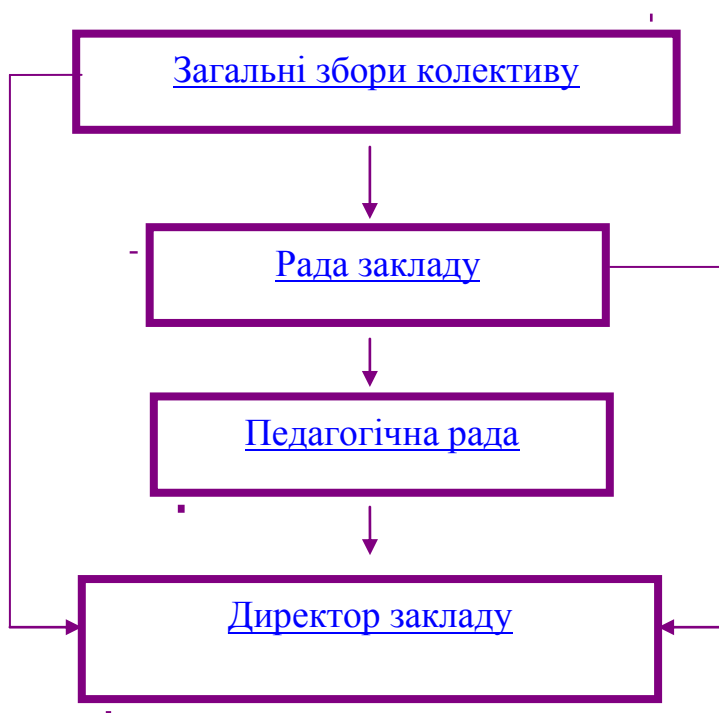 Загальні збори колективу
Рада закладу
Педагогічна рада
Директор закладу